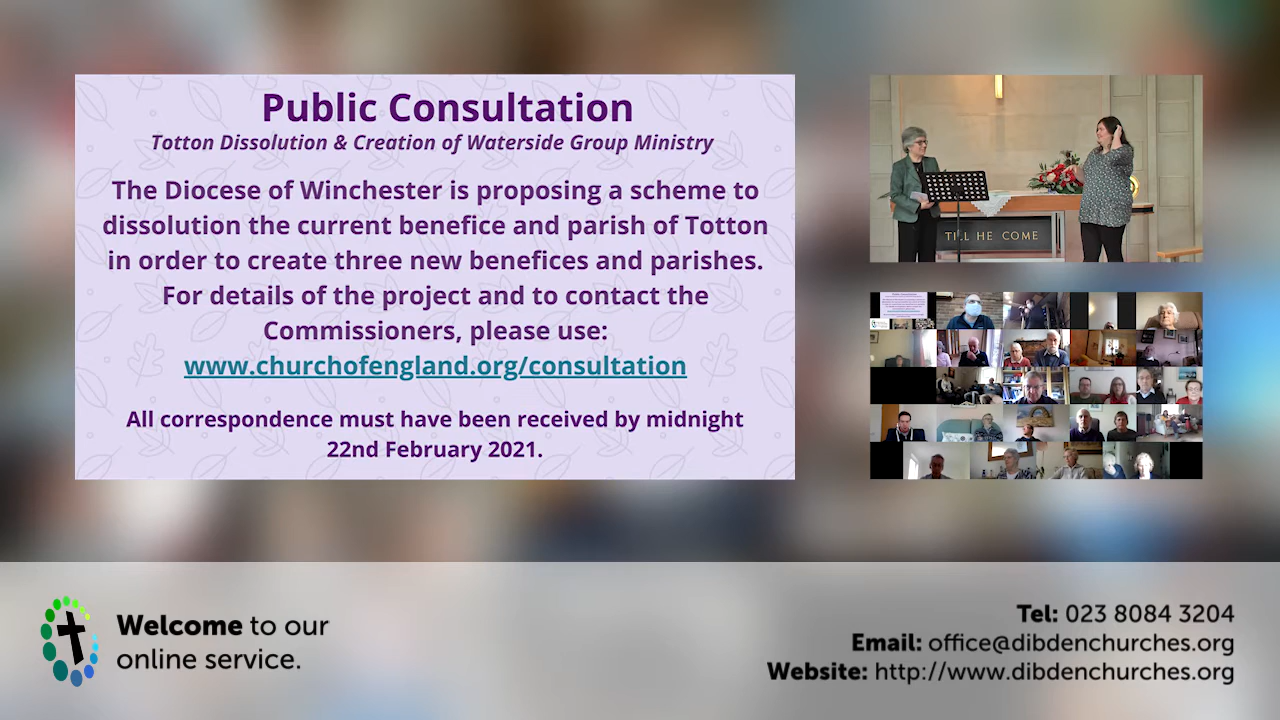 Public Consultation
Totton Dissolution & Creation of Waterside Group Ministry
The Diocese of Winchester is proposing a scheme to
dissolution the current benefice and parish of Totton
in order to create three new benefices and parishes.
For details of the project and to contact the
Commissioners, please use:
www.churchofengland.org/consultation
All correspondence must have been received by midnight
22nd February 2021.
TILL HE COME
Welcome to our
online service.
Tel: 023 8084 3204
Email: office@dibdenchurches.org
Website: http://www.dibdenchurches.org